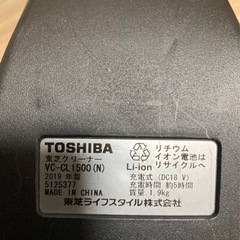 TOSHIBA
東芝クリーナー
VC-CL1500(N)
2019 年製
5125377
MADE IN CHINA
リチウム
イオン電池は
リサイクルへ
Li-ion
充電式 (DC18 V)
充電時間 約5時間
質量 1.9kg
東芝ライフスタイル株式会社